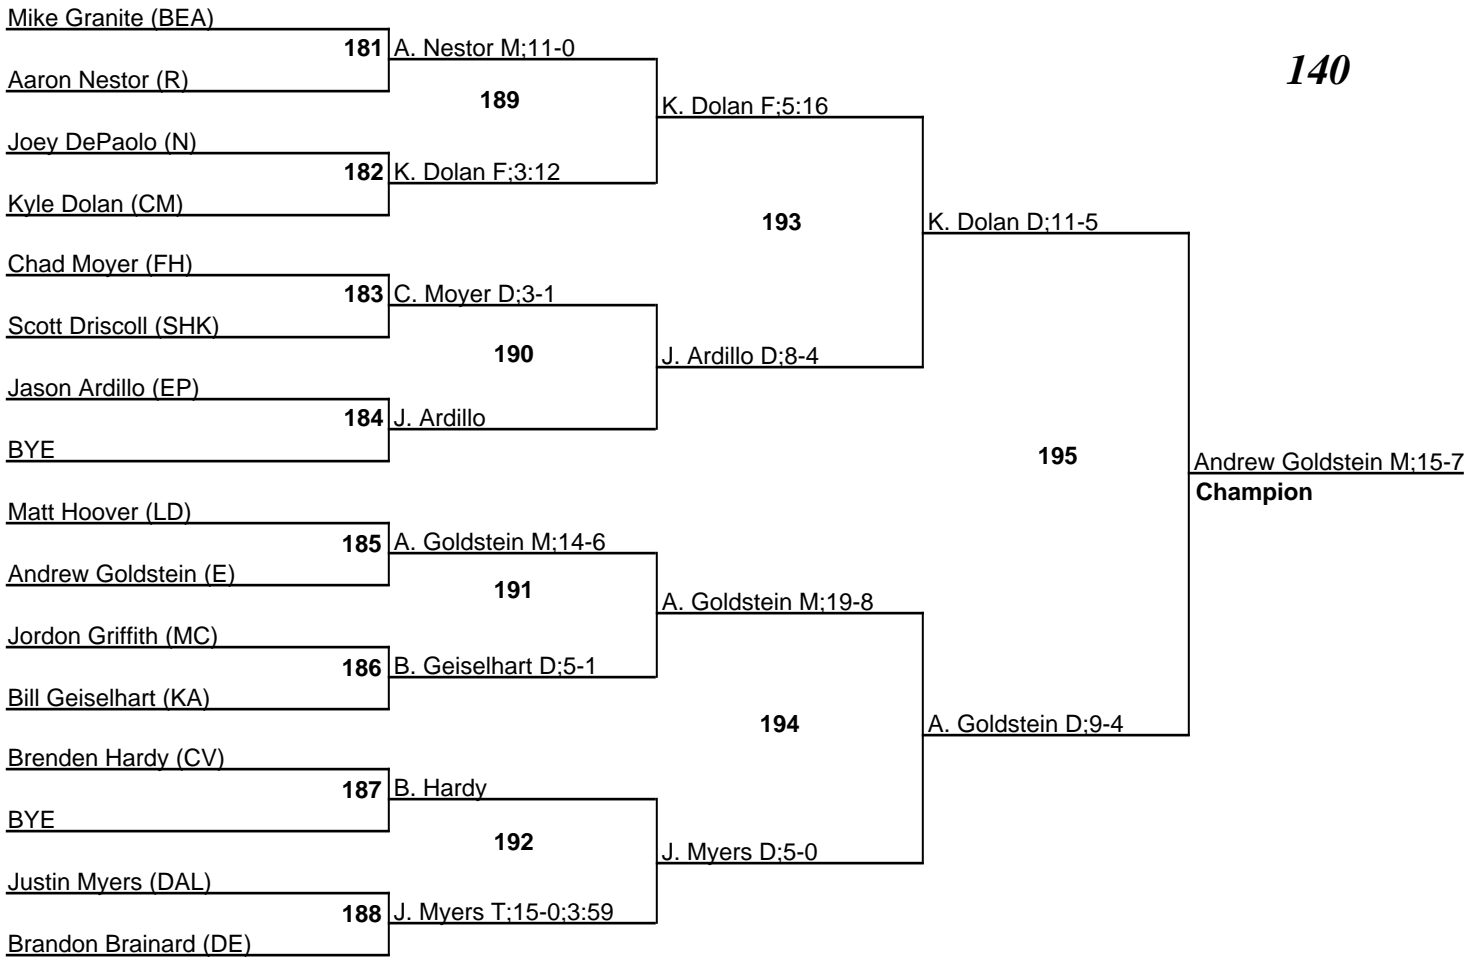 Mike Granite (BEA)
181 A. Nestor M;11-0
140
Aaron Nestor (R)
189
K. Dolan F;5:16
Joey DePaolo (N)
182 K. Dolan F;3:12
Kyle Dolan (CM)
193
K. Dolan D;11-5
Chad Moyer (FH)
183 C. Moyer D;3-1
Scott Driscoll (SHK)
190
J. Ardillo D;8-4
Jason Ardillo (EP)
184 J. Ardillo
BYE
195
Andrew Goldstein M;15-7
Champion
Matt Hoover (LD)
185 A. Goldstein M;14-6
Andrew Goldstein (E)
191
A. Goldstein M;19-8
Jordon Griffith (MC)
186 B. Geiselhart D;5-1
Bill Geiselhart (KA)
194
A. Goldstein D;9-4
Brenden Hardy (CV)
187 B. Hardy
BYE
192
J. Myers D;5-0
Justin Myers (DAL)
188 J. Myers T;15-0;3:59
Brandon Brainard (DE)